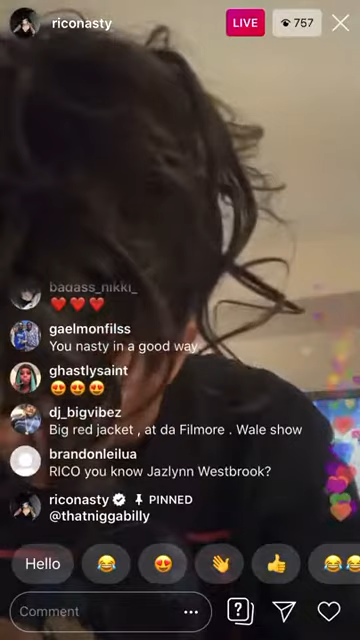 riconasty LIVE 757
badass_nikki_
❤️❤️❤️
gaelmonfilss
You nasty in a good way
ghastlysaint
😍😍😍
dj_bigvibez
Big red jacket , at da Filmore . Wale show
brandonleilua
RICO you know Jazlynn Westbrook?
riconasty PINNED
@thatniggabilly
Hello 😂 😍 👋 👍 😂😂
Comment ...